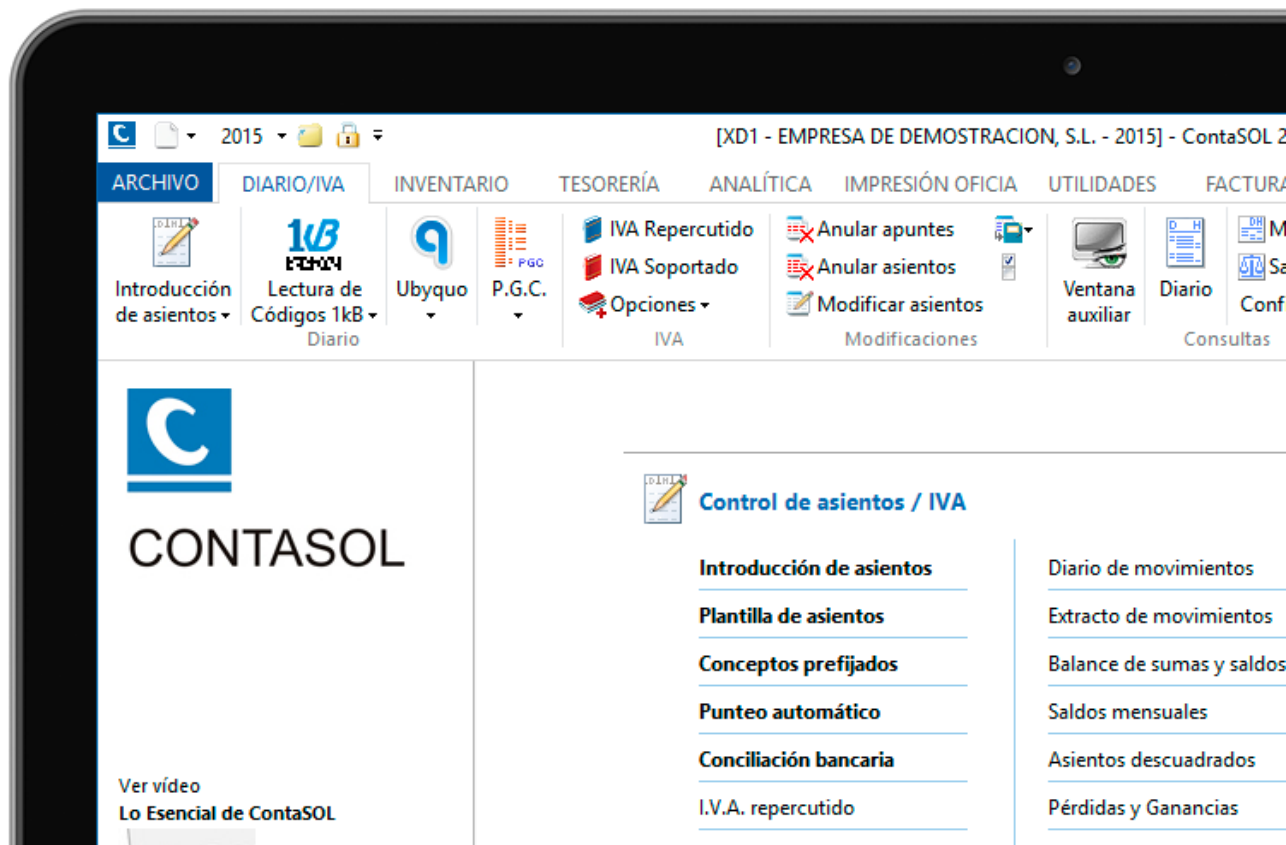 2015
[XD1 - EMPRESA DE DEMOSTRACION, S.L. - 2015] - ContaSOL 2
ARCHIVO DIARIO/IVA INVENTARIO TESORERÍA ANALÍTICA IMPRESIÓN OFICIA UTILIDADES FACTURA
Introducción
de asientos
1kB
Lectura de
Códigos 1kB
Ubyquo
PGC
P.G.C.
Diario
IVA Repercutido
IVA Soportado
Opciones
IVA
Anular apuntes
Anular asientos
Modificar asientos
Modificaciones
Ventana
auxiliar
D H
Diario
M
Sa
Conf
Consultas
C
CONTASOL
Ver vídeo
Lo Esencial de ContaSOL
Control de asientos / IVA
Introducción de asientos
Plantilla de asientos
Conceptos prefijados
Punteo automático
Conciliación bancaria
I.V.A. repercutido
Diario de movimientos
Extracto de movimientos
Balance de sumas y saldos
Saldos mensuales
Asientos descuadrados
Pérdidas y Ganancias